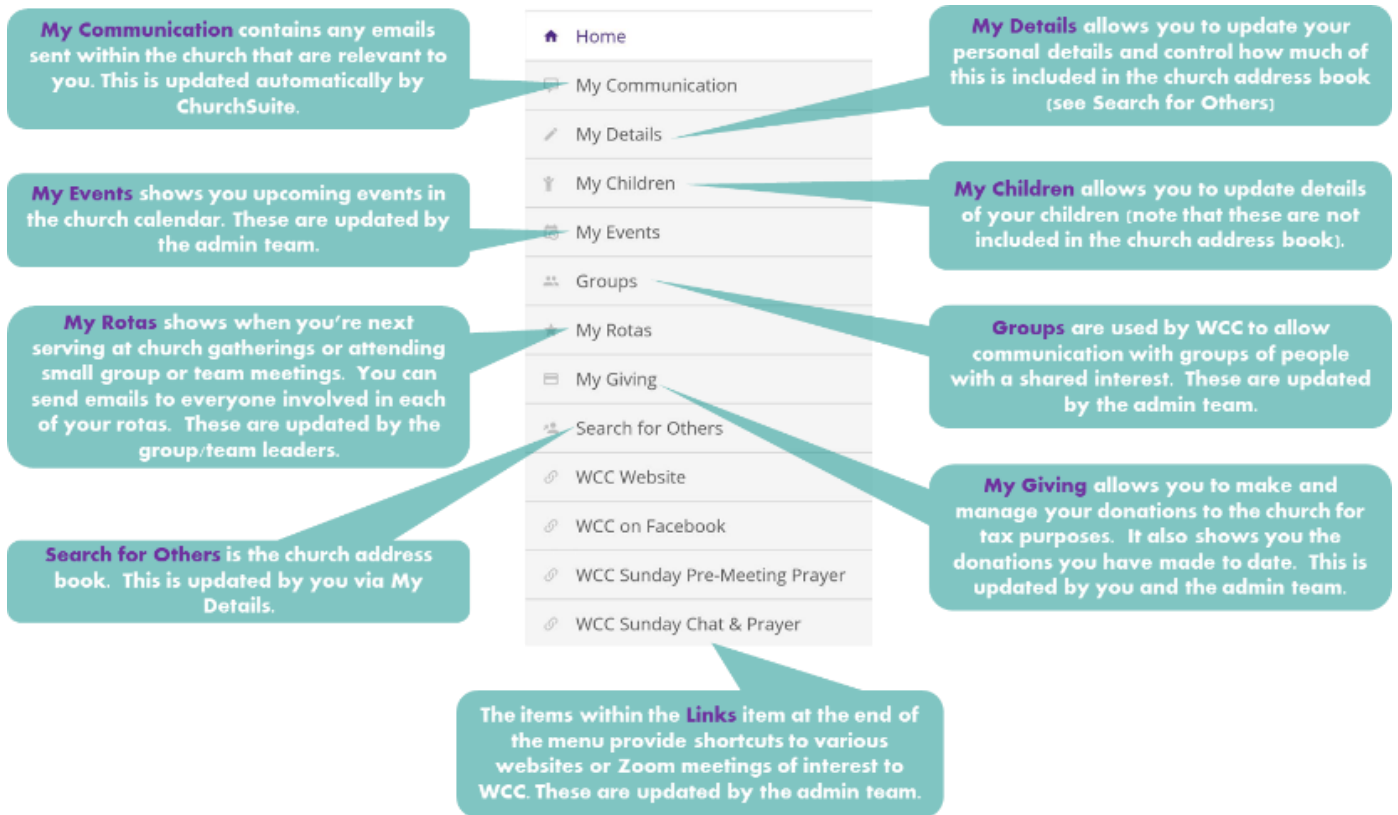 My Communication contains any emails
sent within the church that are relevant to
you. This is updated automatically by
ChurchSuite.
My Events shows you upcoming events in
the church calendar. These are updated by
the admin team.
My Rotas shows when you're next
serving at church gatherings or attending
small group or team meetings. You can
send emails to everyone involved in each
of your rotas. These are updated by the
group/team leaders.
Search for Others is the church address
book. This is updated by you via My
Details.
Home
My Communication
My Details
My Children
My Events
Groups
My Rotas
My Giving
Search for Others
WCC Website
WCC on Facebook
WCC Sunday Pre-Meeting Prayer
WCC Sunday Chat & Prayer
My Details allows you to update your
personal details and control how much of
this is included in the church address book
(see Search for Others)
My Children allows you to update details
of your children (note that these are not
included in the church address book).
Groups are used by WCC to allow
communication with groups of people
with a shared interest. These are updated
by the admin team.
My Giving allows you to make and
manage your donations to the church for
tax purposes. It also shows you the
donations you have made to date. This is
updated by you and the admin team.
The items within the Links item at the end of
the menu provide shortcuts to various
websites or Zoom meetings of interest to
WCC. These are updated by the admin team.